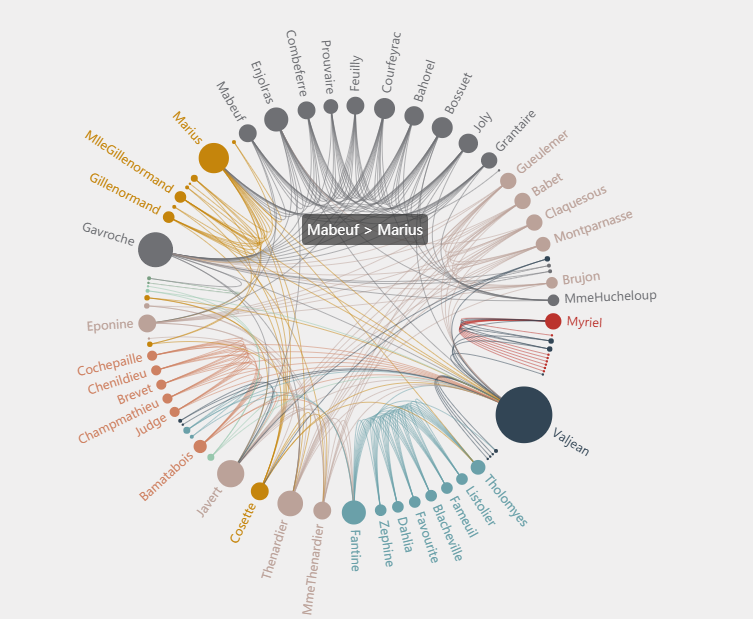 Mabeuf
Enjolras
Combeferre
Prouvaire
Feuilly
Courfeyrac
Bahorel
Bossuet
Joly
Grantaire
Gueulemer
Babet
Claquesous
Montparnasse
Brujon
MmeHucheloup
Myriel
Valjean
Tholomyes
Listolier
Fameuil
Blacheville
Favourite
Dahlia
Zephine
Fantine
MmeThenardier
Thenardier
Cosette
Javert
Bamatabois
Judge
Champmathieu
Brevet
Chenildieu
Cochepaille
Eponine
Gavroche
Gillenormand
MlleGillenormand
Marius
Mabeuf > Marius